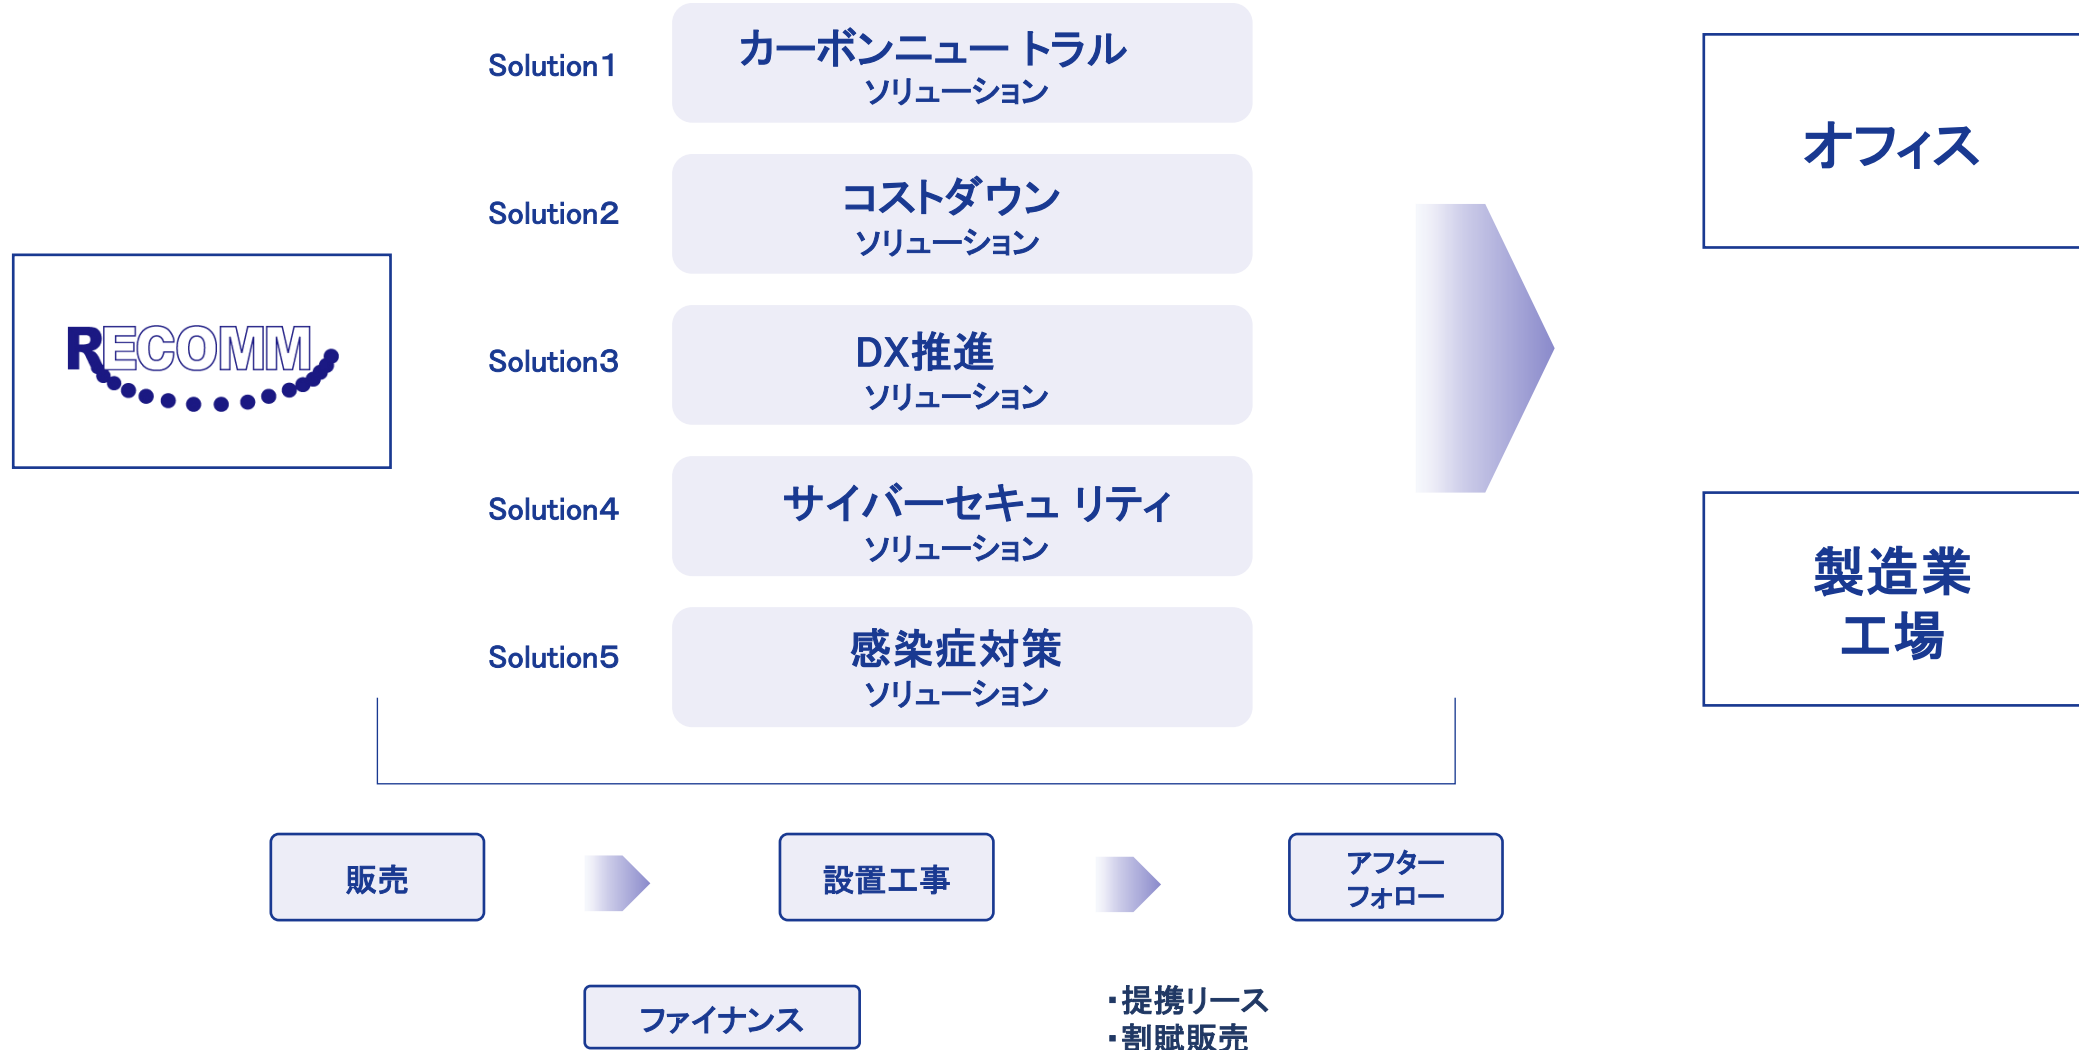 RECOMM
Solution1
カーボンニュートラル
ソリューション
Solution2
コストダウン
ソリューション
Solution3
DX推進
ソリューション
Solution4
サイバーセキュリティ
ソリューション
Solution5
感染症対策
ソリューション
オフィス
製造業
工場
販売
設置工事
アフター
フォロー
ファイナンス
・提携リース
・割賦販売